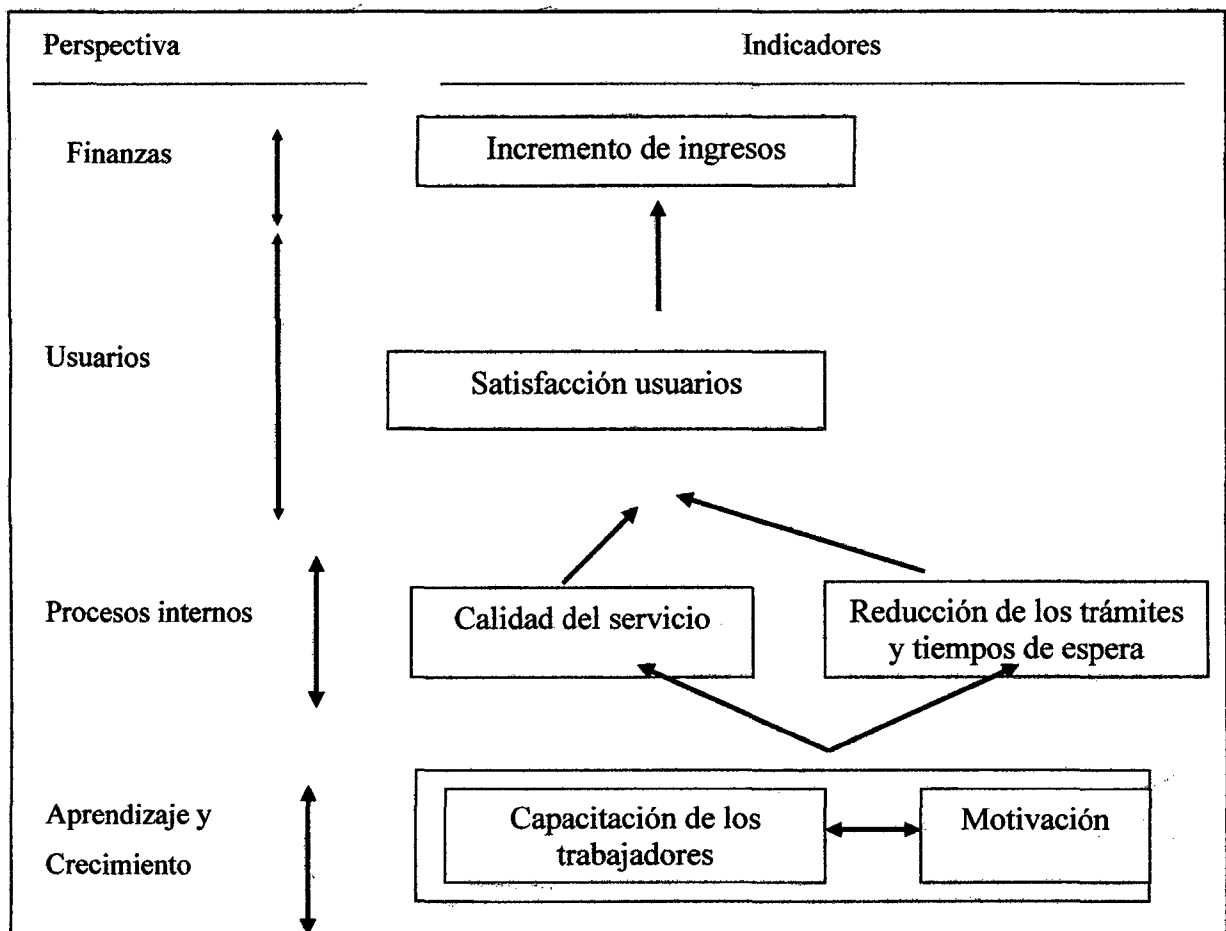 Perspectiva
Indicadores
Finanzas
Incremento de ingresos
Usuarios
Satisfacción usuarios
Procesos internos
Calidad del servicio
Reducción de los trámites
y tiempos de espera
Aprendizaje y
Crecimiento
Capacitación de los
trabajadores
Motivación